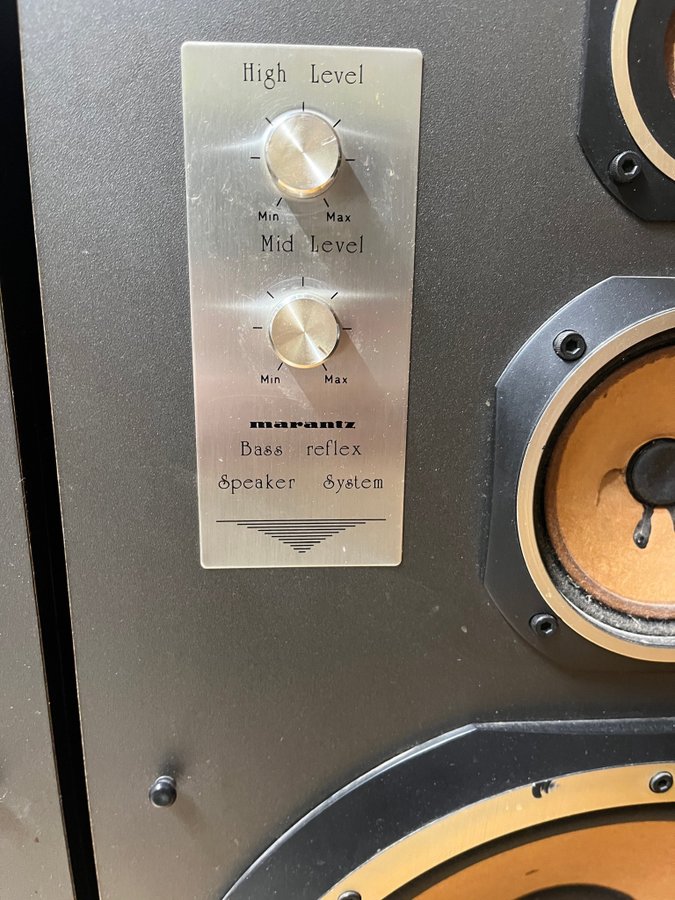 High Level
Min Max
Mid Level
Min Max
marantz
Bass reflex
Speaker System